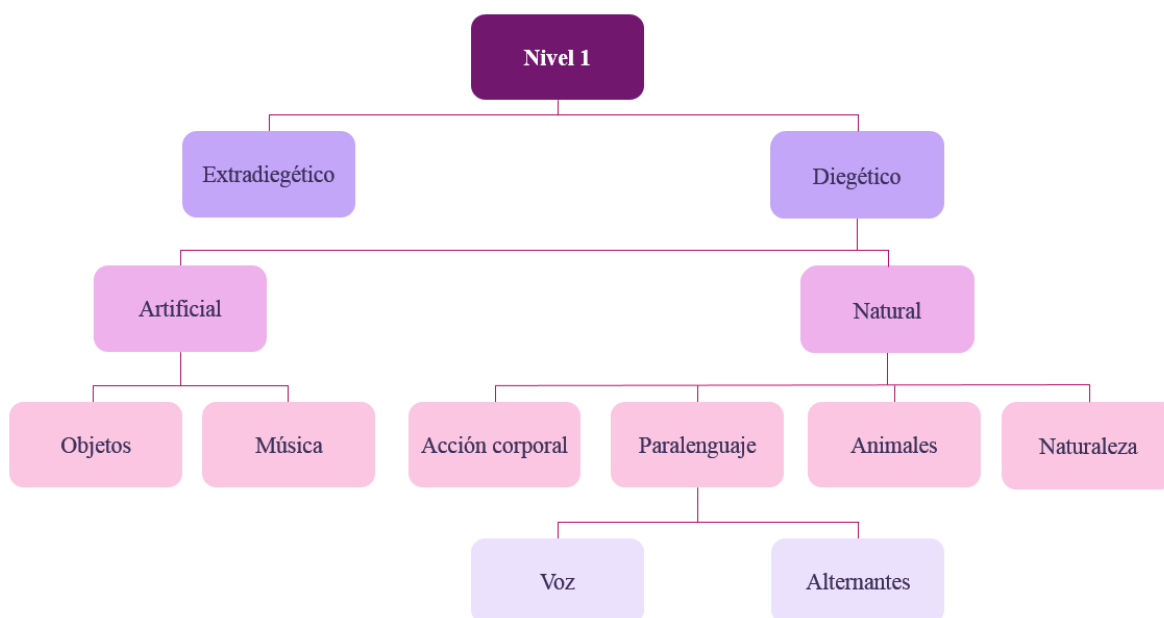 Nivel 1
Extradiegético
Diegético
Artificial
Natural
Objetos
Música
Acción corporal
Paralenguaje
Animales
Naturaleza
Voz
Alternantes